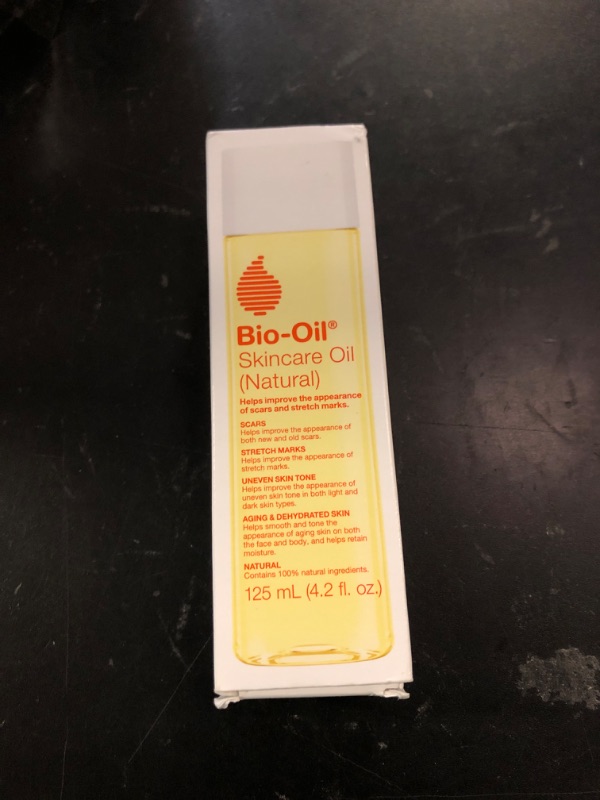 Bio-Oil®
Skincare Oil
(Natural)
Helps improve the appearance
of scars and stretch marks.
SCARS
Helps improve the appearance of
both new and old scars.
STRETCH MARKS
Helps improve the appearance of
stretch marks.
UNEVEN SKIN TONE
Helps improve the appearance of
uneven skin tone in both light and
dark skin types.
AGING & DEHYDRATED SKIN
Helps smooth and tone the
appearance of aging skin on both
the face and body, and helps retain
moisture.
NATURAL
Contains 100% natural ingredients.
125 mL (4.2 fl. oz.)